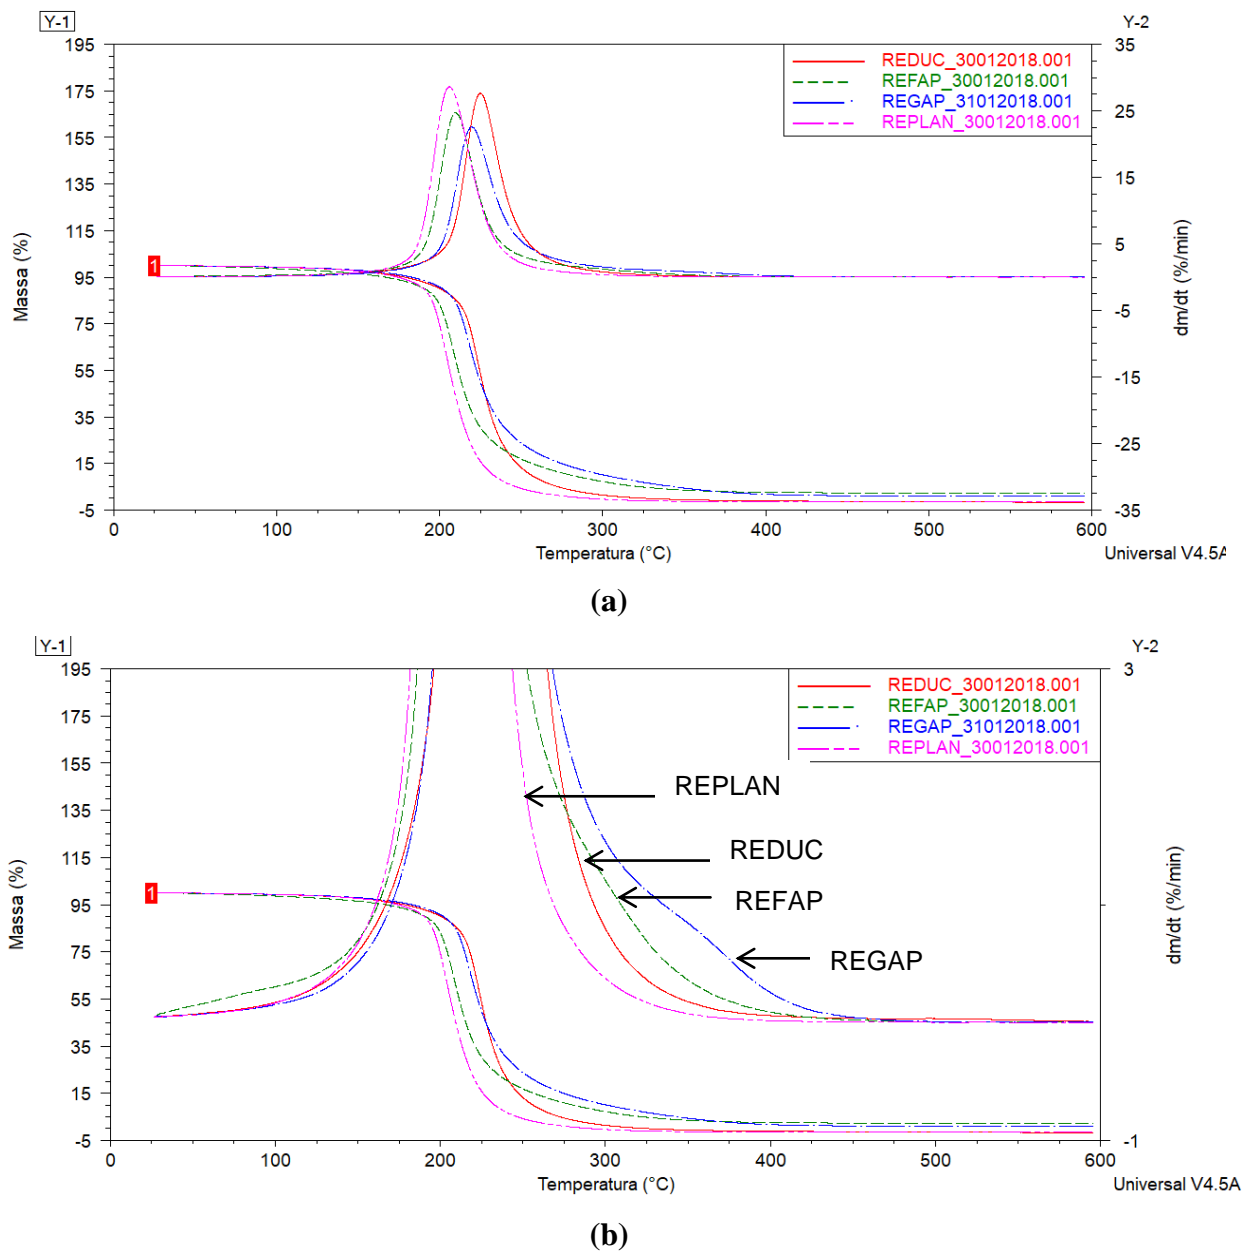 Y-1
Y-2
195
175
155
135
115
95
75
55
35
15
-5
35
25
15
5
-5
-15
-25
-35
REDUC_30012018.001
REFAP_30012018.001
REGAP_31012018.001
REPLAN_30012018.001
1
Massa (%)
dm/dt (%/min)
0 100 200 300 400 500 600
Temperatura (°C)
Universal V4.5A
(a)
Y-1
Y-2
195
175
155
135
115
95
75
55
35
15
-5
3
-1
REDUC_30012018.001
REFAP_30012018.001
REGAP_31012018.001
REPLAN_30012018.001
REPLAN
REDUC
REFAP
REGAP
1
Massa (%)
dm/dt (%/min)
0 100 200 300 400 500 600
Temperatura (°C)
Universal V4.5A
(b)